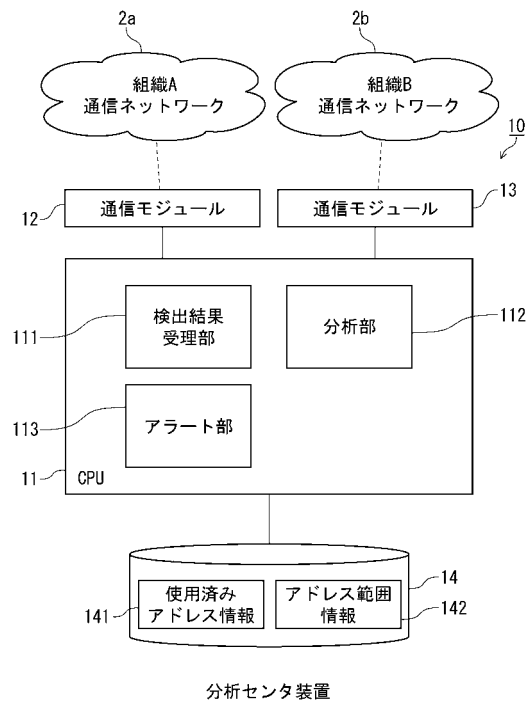 2a
2b
組織A
通信ネットワーク
組織B
通信ネットワーク
10
12
通信モジュール
通信モジュール
13
111
検出結果
受理部
分析部
112
113
アラート部
11
CPU
141
使用済み
アドレス情報
アドレス範囲
情報
14
142
分析センタ装置